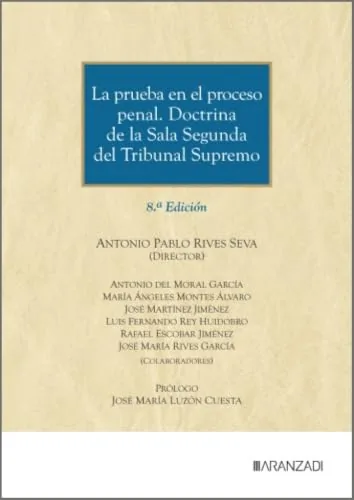 La prueba en el proceso
penal. Doctrina
de la Sala Segunda
del Tribunal Supremo
8.ª Edición
Antonio Pablo Rives Seva
(Director)
Antonio del Moral García
María Ángeles Montes Álvaro
José Martínez Jiménez
Luis Fernando Rey Huidobro
Rafael Escobar Jiménez
José María Rives García
(Colaboradores)
Prólogo
José María Luzón Cuesta
ARANZADI